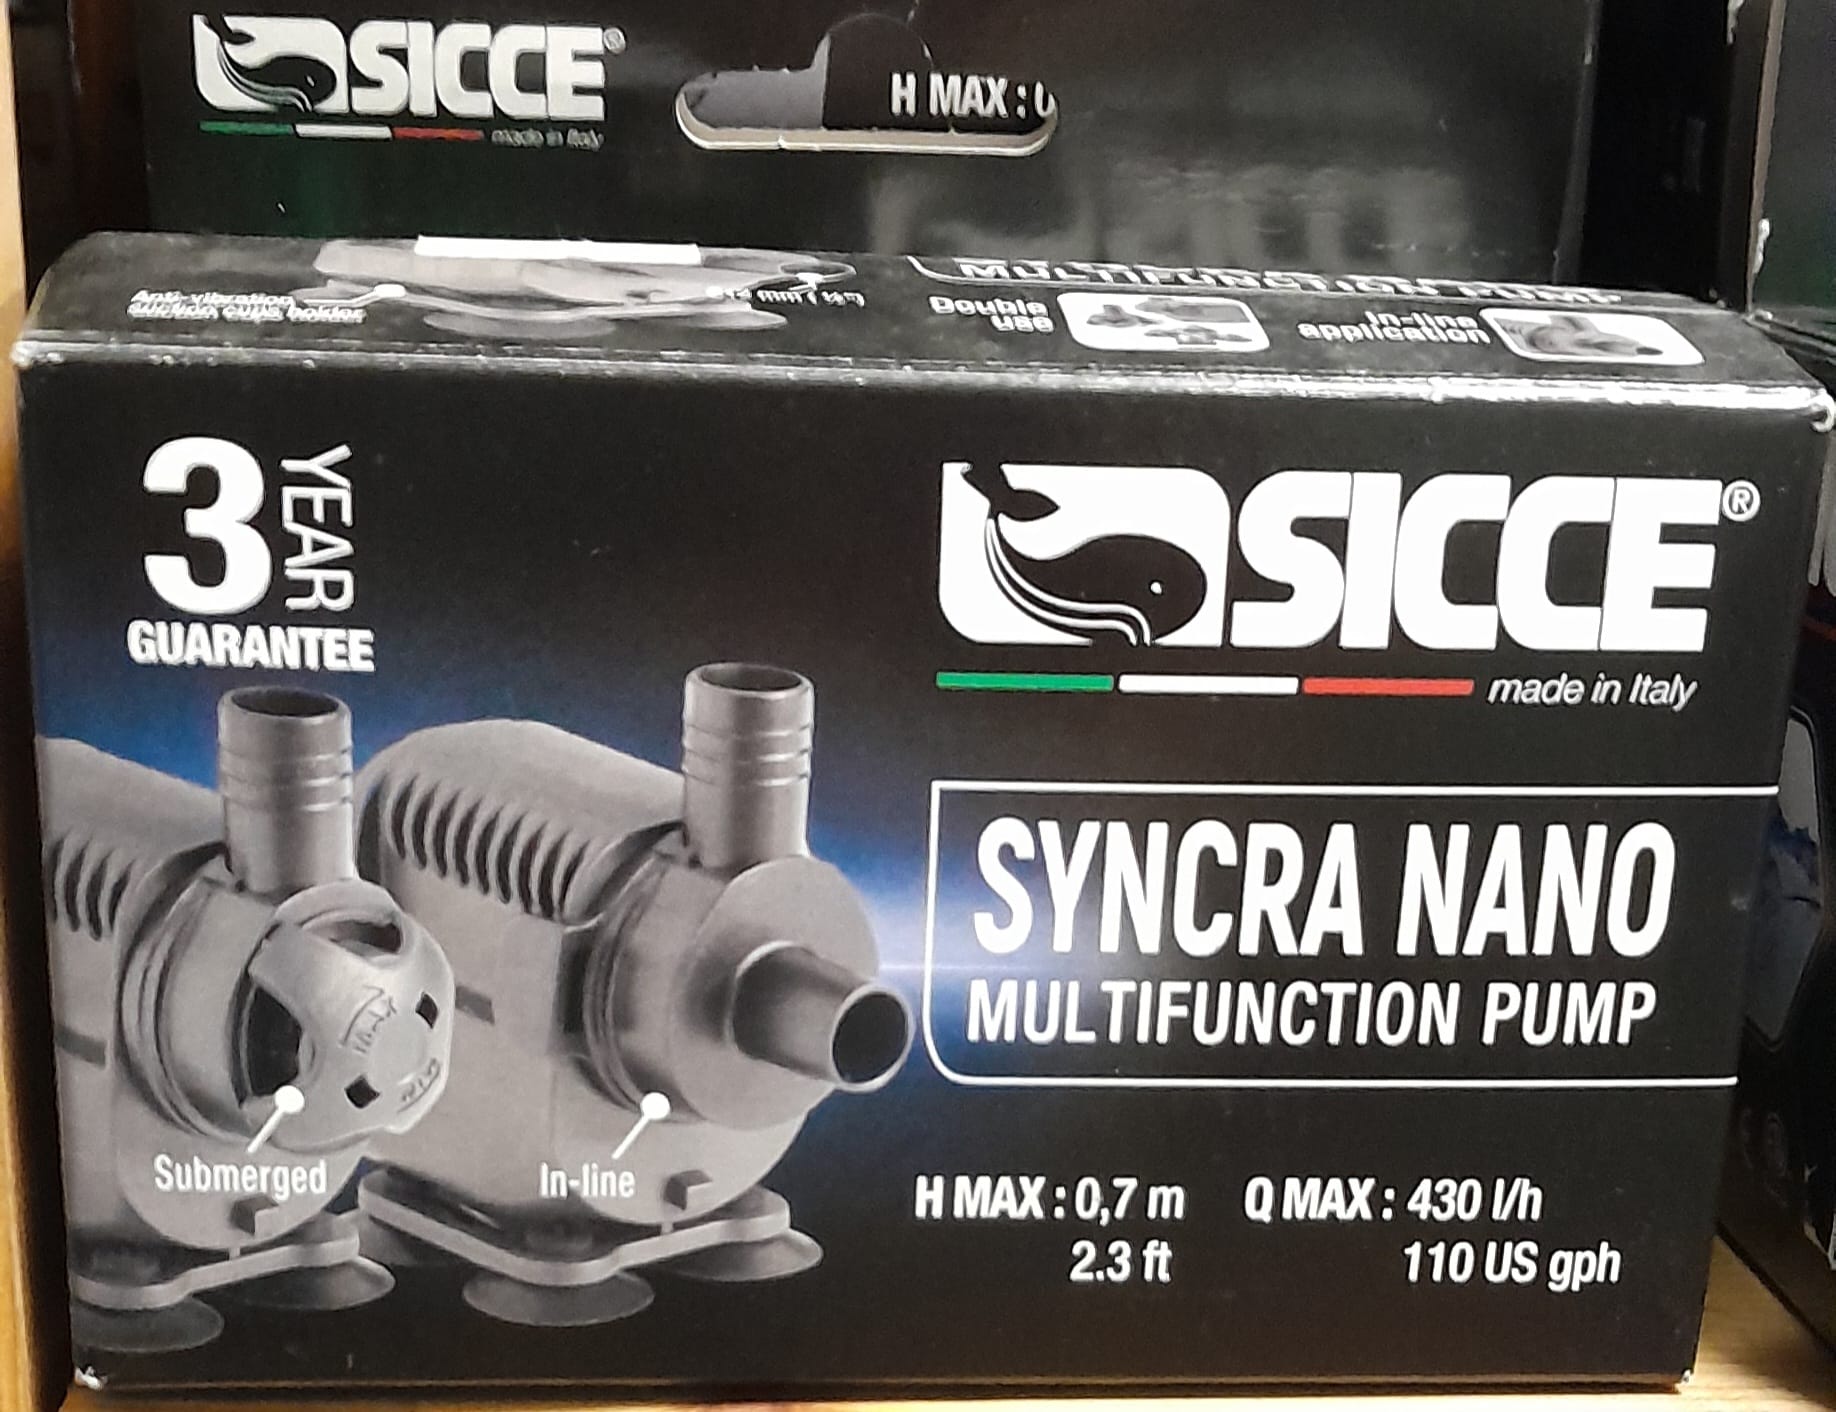 SICCE®
made in Italy
H MAX :
MULTIFUNCTION PUMP
Anti-vibration
suction cups holder
Double
use
In-line
application
3
YEAR
GUARANTEE
SICCE®
made in Italy
SYNCRA NANO
MULTIFUNCTION PUMP
Submerged
In-line
H MAX : 0,7 m
2.3 ft
Q MAX : 430 l/h
110 US gph